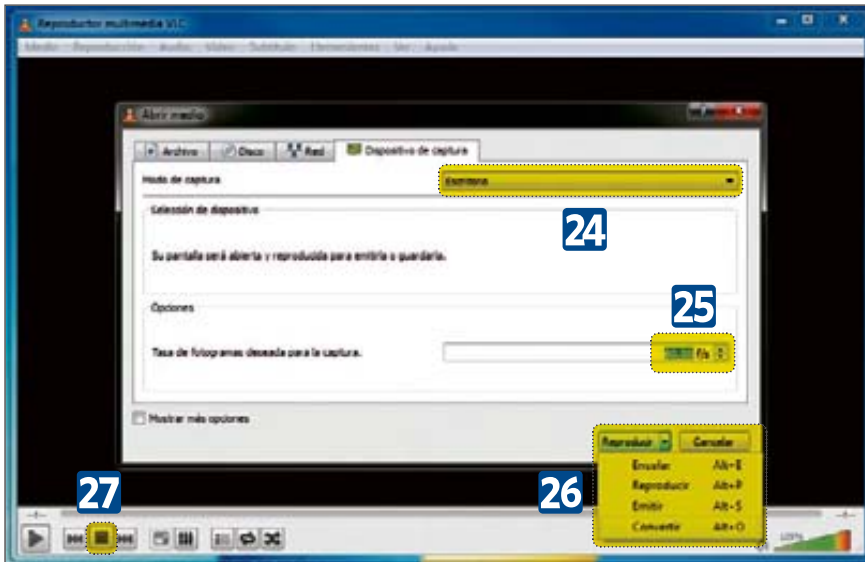 Reproductor multimedia VLC
Medio Reproducción Audio Vídeo Subtítulo Herramientas Ver Ayuda
Abrir medio
Archivo Disco Red Dispositivo de captura
Modo de captura Escritorio
24
Selección de dispositivo
Su pantalla será abierta y reproducida para emitirla o guardarla.
25
Opciones
Tasa de fotogramas deseada para la captura. f/s
Mostrar más opciones
Reproducir Cancelar
26
Encolar Alt+E
Reproducir Alt+P
Emitir Alt+S
Convertir Alt+O
27